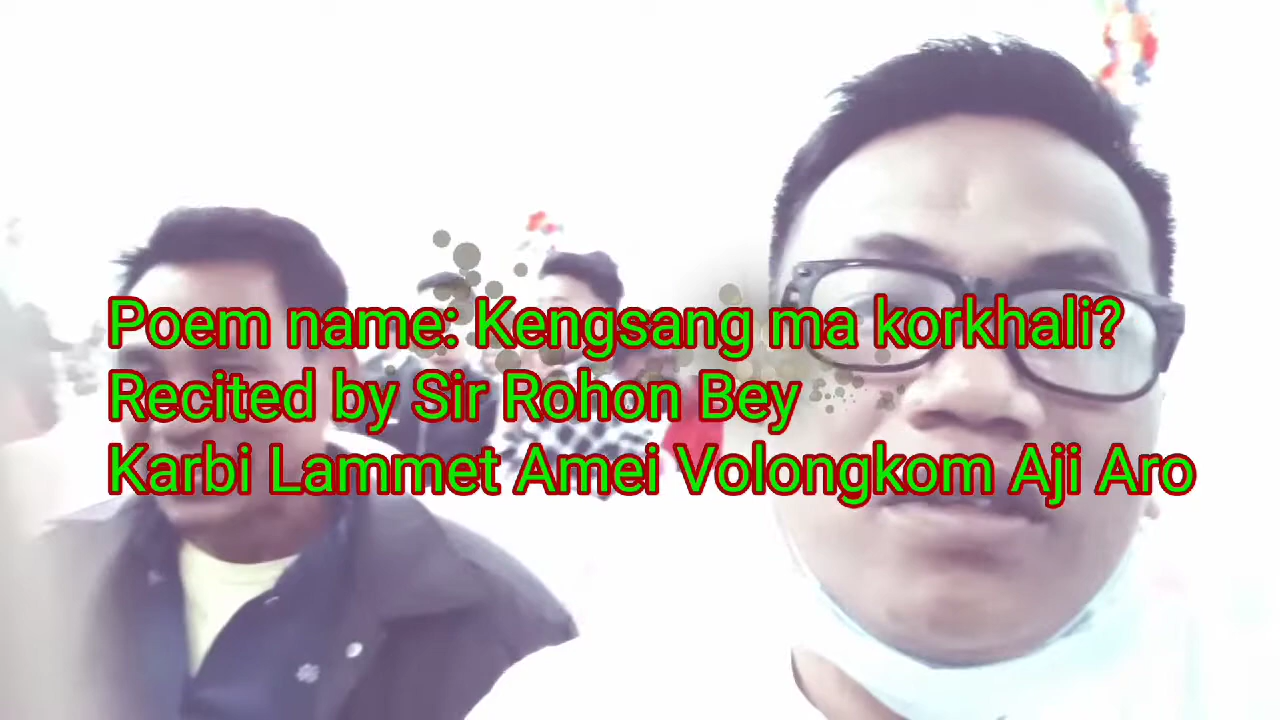 Poem name: Kengsang ma korkhali?
Recited by Sir Rohon Bey
Karbi Lammet Amei Volongkom Aji Aro